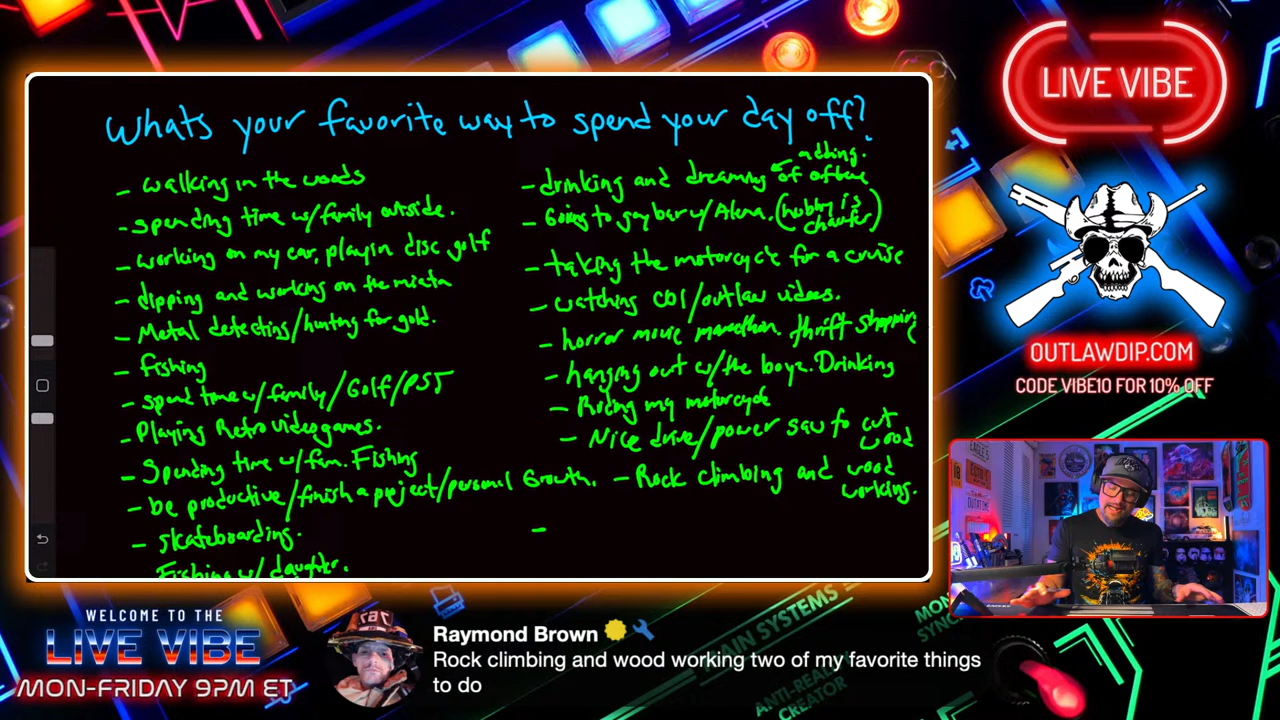 Whats your favorite way to spend your day off?
- walking in the woods
- spending time w/family outside.
- working on my car, playin disc golf
- dipping and working on the miata
- Metal detecting/hunting for gold.
- fishing
- spend time w/family/Golf/PS5
- Playing Retro videogames.
- Spending time w/fam. Fishing
- be productive/finish a project/personal Growth.
- skateboarding.
Fishing w/ daughter.
adding.
- drinking and dreaming of
- Going to gay bar w/ Alena. (hubby is
- taking the motorcycle for a cruise
- watching CDI/outlaw videos.
- horror movie marathon. thrift shopping
- hanging out w/the boyz. Drinking
- Riding my motorcycle
- Nice drive/power saw to cut
wood
- Rock climbing and wood
working.
-
LIVE VIBE
OUTLAWDIP.COM
CODE VIBE10 FOR 10% OFF
WELCOME TO THE
LIVE VIBE
MON-FRIDAY 9PM ET
Raymond Brown
Rock climbing and wood working two of my favorite things
to do